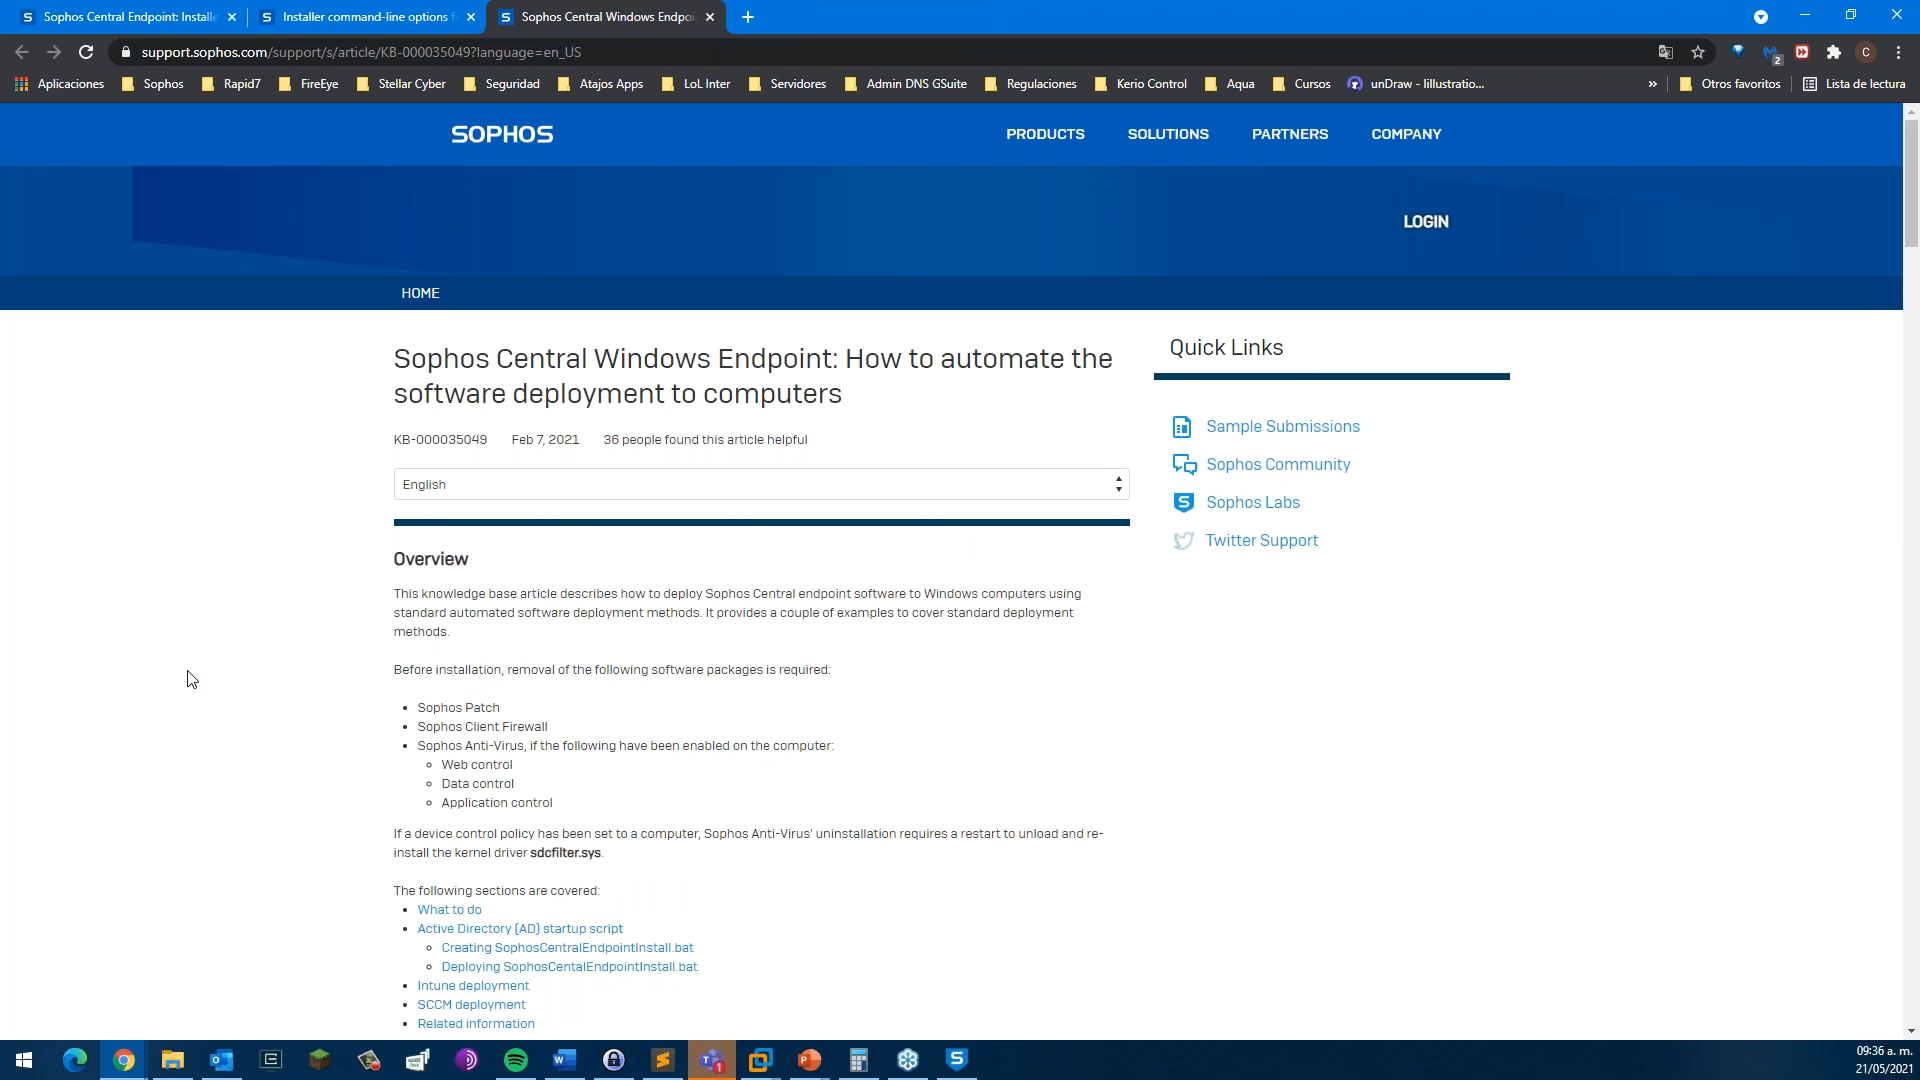 Sophos Central Endpoint: Installe
Installer command-line options f
Sophos Central Windows Endpoi
support.sophos.com/support/s/article/KB-000035049?language=en_US
C
2
Aplicaciones
Sophos
Rapid7
FireEye
Stellar Cyber
Seguridad
Atajos Apps
LoL Inter
Servidores
Admin DNS GSuite
Regulaciones
Kerio Control
Aqua
Cursos
unDraw - Iillustratio...
»
Otros favoritos
Lista de lectura
SOPHOS
PRODUCTS
SOLUTIONS
PARTNERS
COMPANY
LOGIN
HOME
Sophos Central Windows Endpoint: How to automate the
software deployment to computers
KB-000035049 Feb 7, 2021 36 people found this article helpful
English
Overview
This knowledge base article describes how to deploy Sophos Central endpoint software to Windows computers using
standard automated software deployment methods. It provides a couple of examples to cover standard deployment
methods.
Before installation, removal of the following software packages is required:
Sophos Patch
Sophos Client Firewall
Sophos Anti-Virus, if the following have been enabled on the computer:
Web control
Data control
Application control
If a device control policy has been set to a computer, Sophos Anti-Virus' uninstallation requires a restart to unload and re-
install the kernel driver sdcfilter.sys.
The following sections are covered:
What to do
Active Directory (AD) startup script
Creating SophosCentralEndpointInstall.bat
Deploying SophosCentalEndpointInstall.bat
Intune deployment
SCCM deployment
Related information
Quick Links
Sample Submissions
Sophos Community
Sophos Labs
Twitter Support
09:36 a. m.
21/05/2021